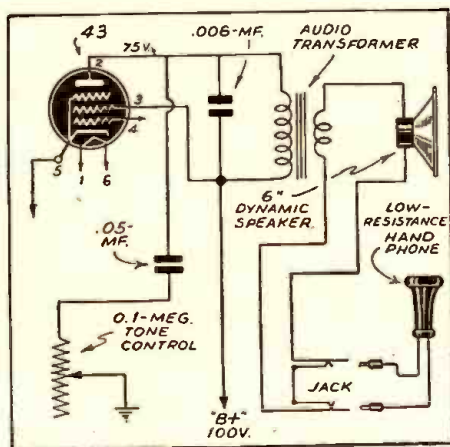 43
2
75V.
3
4
5
1
6
.006-MF.
AUDIO
TRANSFORMER
6"
DYNAMIC
SPEAKER
LOW-
RESISTANCE
HAND
PHONE
.05-
MF.
0.1-MEG.
TONE
CONTROL
JACK
"B+"
100V.